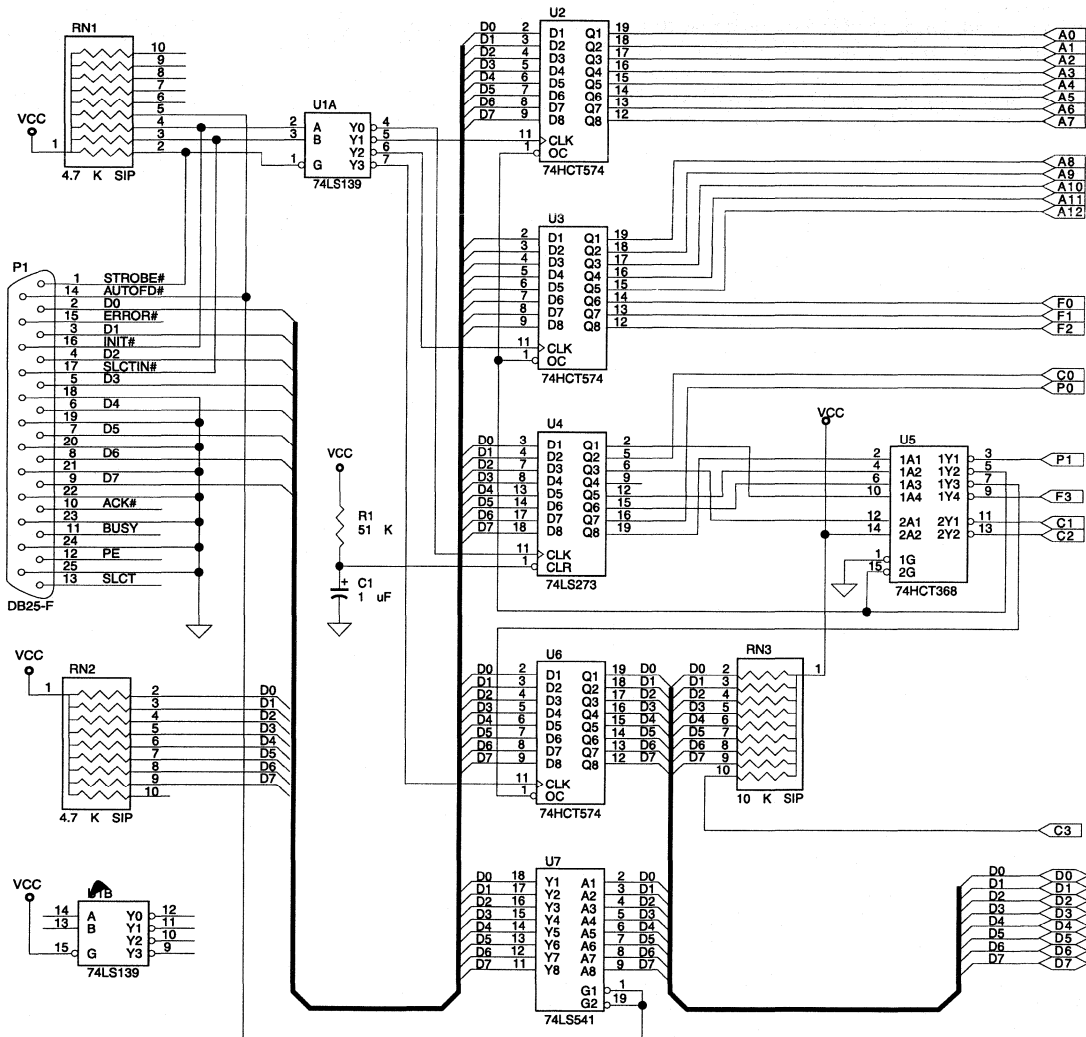 RN1
10
9
8
7
6
5
4
3
2
1
VCC
4.7 K SIP
U1A
2 A Y0 4
3 B Y1 5
Y2 6
1 G Y3 7
74LS139
U2
D0 2 D1 Q1 19 A0
D1 3 D2 Q2 18 A1
D2 4 D3 Q3 17 A2
D3 5 D4 Q4 16 A3
D4 6 D5 Q5 15 A4
D5 7 D6 Q6 14 A5
D6 8 D7 Q7 13 A6
D7 9 D8 Q8 12 A7
11 CLK
1 OC
74HCT574
U3
2 D1 Q1 19 A8
3 D2 Q2 18 A9
4 D3 Q3 17 A10
5 D4 Q4 16 A11
6 D5 Q5 15 A12
7 D6 Q6 14 F0
8 D7 Q7 13 F1
9 D8 Q8 12 F2
11 CLK
1 OC
74HCT574
P1
1 STROBE#
14 AUTOFD#
2 D0
15 ERROR#
3 D1
16 INIT#
4 D2
17 SLCTIN#
5 D3
18
6 D4
19
7 D5
20
8 D6
21
9 D7
22
10 ACK#
23
11 BUSY
24
12 PE
25
13 SLCT
DB25-F
VCC
R1
51 K
+
C1
1 uF
U4
D0 3 D1 Q1 2
D1 4 D2 Q2 5
D2 7 D3 Q3 6
D3 8 D4 Q4 9
D4 13 D5 Q5 12
D5 14 D6 Q6 15
D6 17 D7 Q7 16
D7 18 D8 Q8 19
11 CLK
1 CLR
74LS273
C0
P0
VCC
U5
2 1A1 1Y1 3 P1
4 1A2 1Y2 5
6 1A3 1Y3 7
10 1A4 1Y4 9 F3
12 2A1 2Y1 11 C1
14 2A2 2Y2 13 C2
1 1G
15 2G
74HCT368
VCC
RN2
1
2 D0
3 D1
4 D2
5 D3
6 D4
7 D5
8 D6
9 D7
10
4.7 K SIP
U6
D0 2 D1 Q1 19 D0
D1 3 D2 Q2 18 D1
D2 4 D3 Q3 17 D2
D3 5 D4 Q4 16 D3
D4 6 D5 Q5 15 D4
D5 7 D6 Q6 14 D5
D6 8 D7 Q7 13 D6
D7 9 D8 Q8 12 D7
11 CLK
1 OC
74HCT574
RN3
D0 2 1
D1 3
D2 4
D3 5
D4 6
D5 7
D6 8
D7 9
10
10 K SIP
C3
VCC
1B
14 A Y0 12
13 B Y1 11
Y2 10
15 G Y3 9
74LS139
U7
D0 18 Y1 A1 2 D0
D1 17 Y2 A2 3 D1
D2 16 Y3 A3 4 D2
D3 15 Y4 A4 5 D3
D4 14 Y5 A5 6 D4
D5 13 Y6 A6 7 D5
D6 12 Y7 A7 8 D6
D7 11 Y8 A8 9 D7
G1 1
G2 19
74LS541
D0 D0
D1 D1
D2 D2
D3 D3
D4 D4
D5 D5
D6 D6
D7 D7